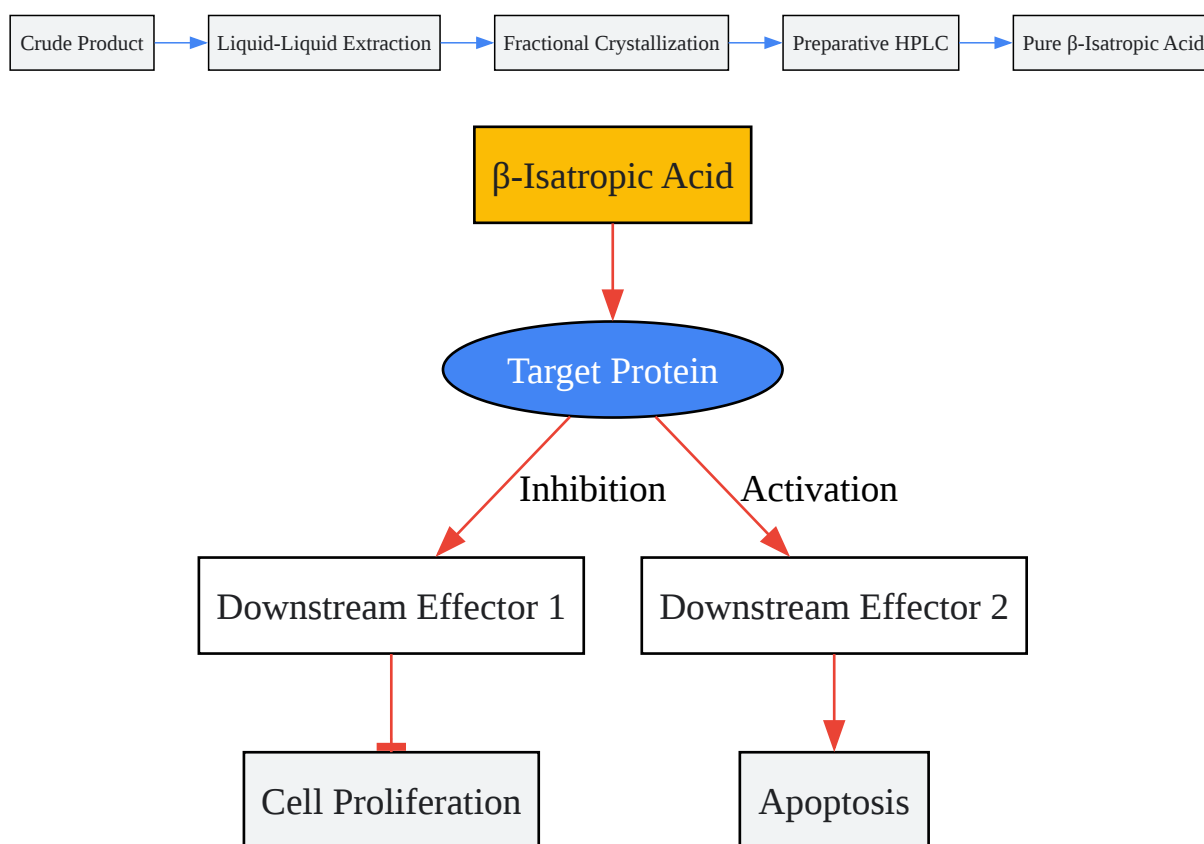 Crude Product
Liquid-Liquid Extraction
Fractional Crystallization
Preparative HPLC
Pure β-Isatropic Acid
β-Isatropic Acid
Target Protein
Inhibition
Activation
Downstream Effector 1
Downstream Effector 2
Cell Proliferation
Apoptosis